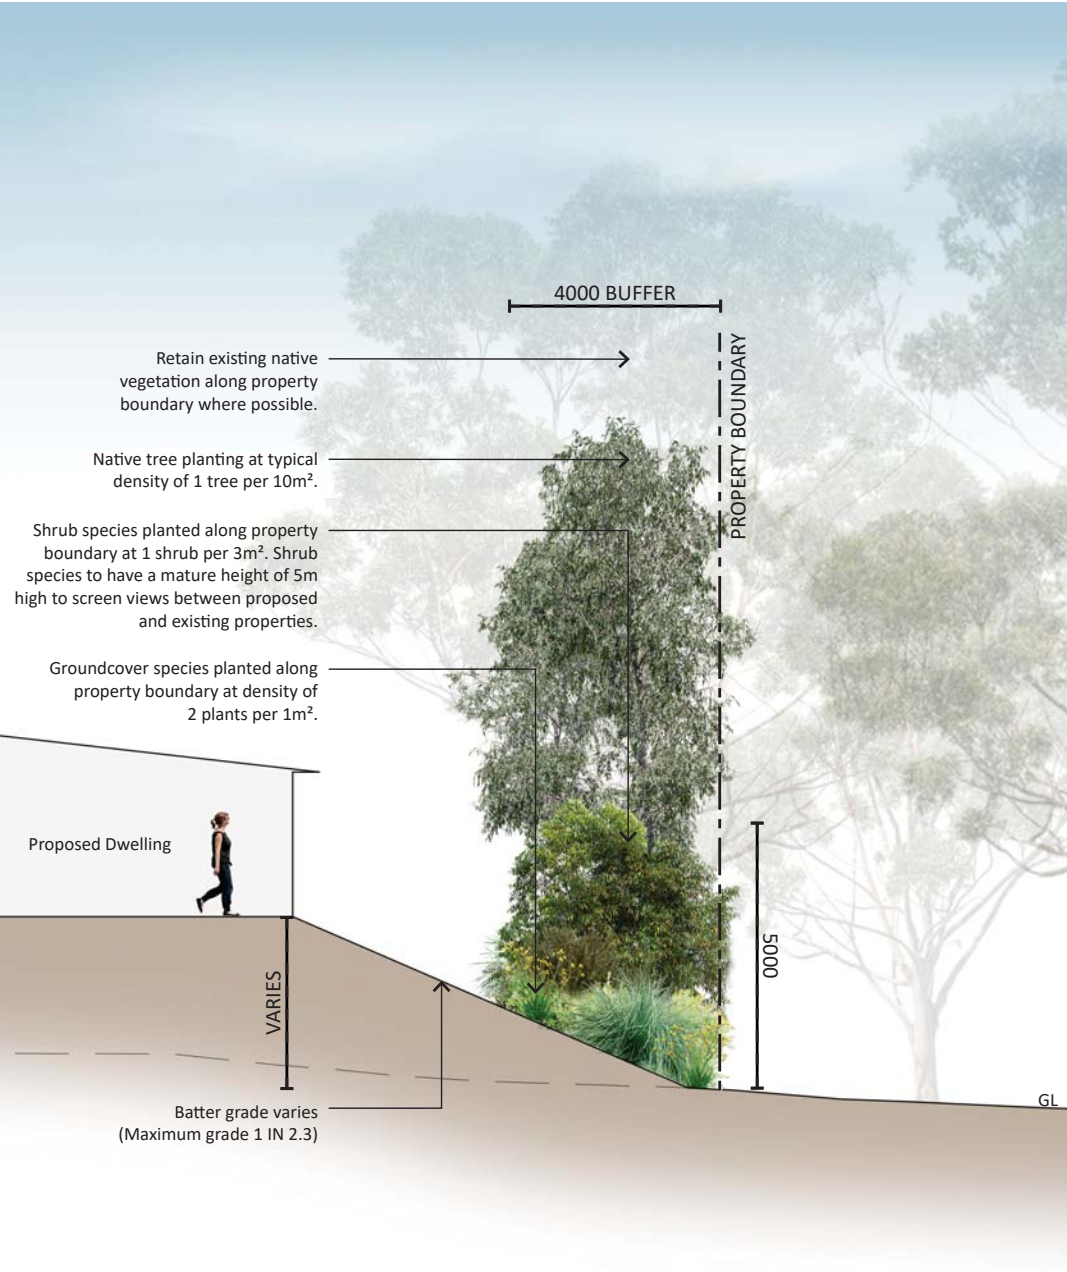 4000 BUFFER
PROPERTY BOUNDARY
Retain existing native
vegetation along property
boundary where possible.
Native tree planting at typical
density of 1 tree per 10m².
Shrub species planted along property
boundary at 1 shrub per 3m². Shrub
species to have a mature height of 5m
high to screen views between proposed
and existing properties.
Groundcover species planted along
property boundary at density of
2 plants per 1m².
Proposed Dwelling
5000
VARIES
GL
Batter grade varies
(Maximum grade 1 IN 2.3)